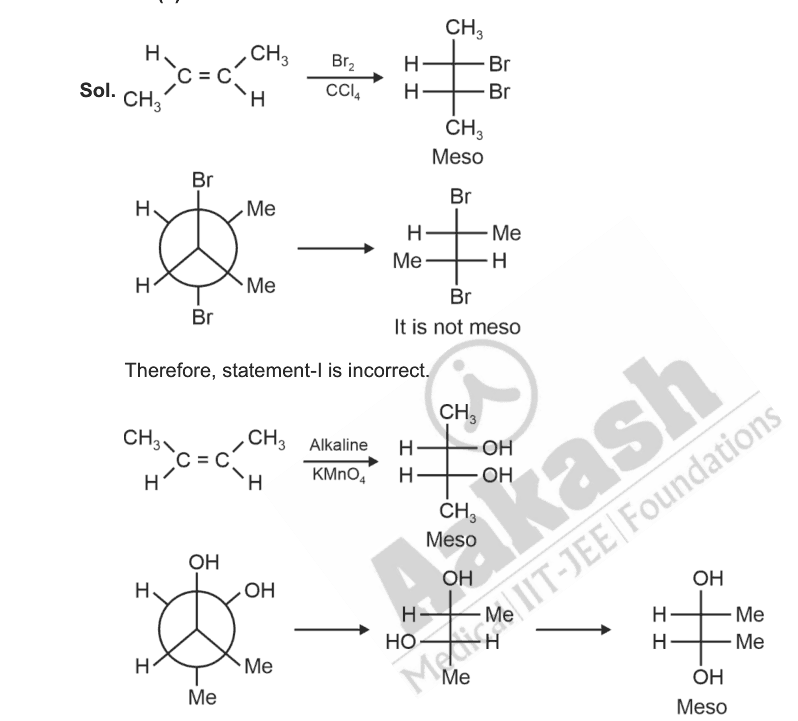 Sol.
H CH₃
C = C
CH₃ H
Br₂
CCl₄
CH₃
H Br
H Br
CH₃
Meso
Br
H Me
H Me
Br
Br
H Me
Me H
Br
It is not meso
Therefore, statement-I is incorrect.
CH₃ CH₃
C = C
H H
Alkaline
KMnO₄
CH₃
H OH
H OH
CH₃
Meso
OH
H OH
H Me
Me
OH
H Me
HO H
Me
OH
H Me
H Me
OH
Meso
Aakash
Medical|IIT-JEE|Foundations